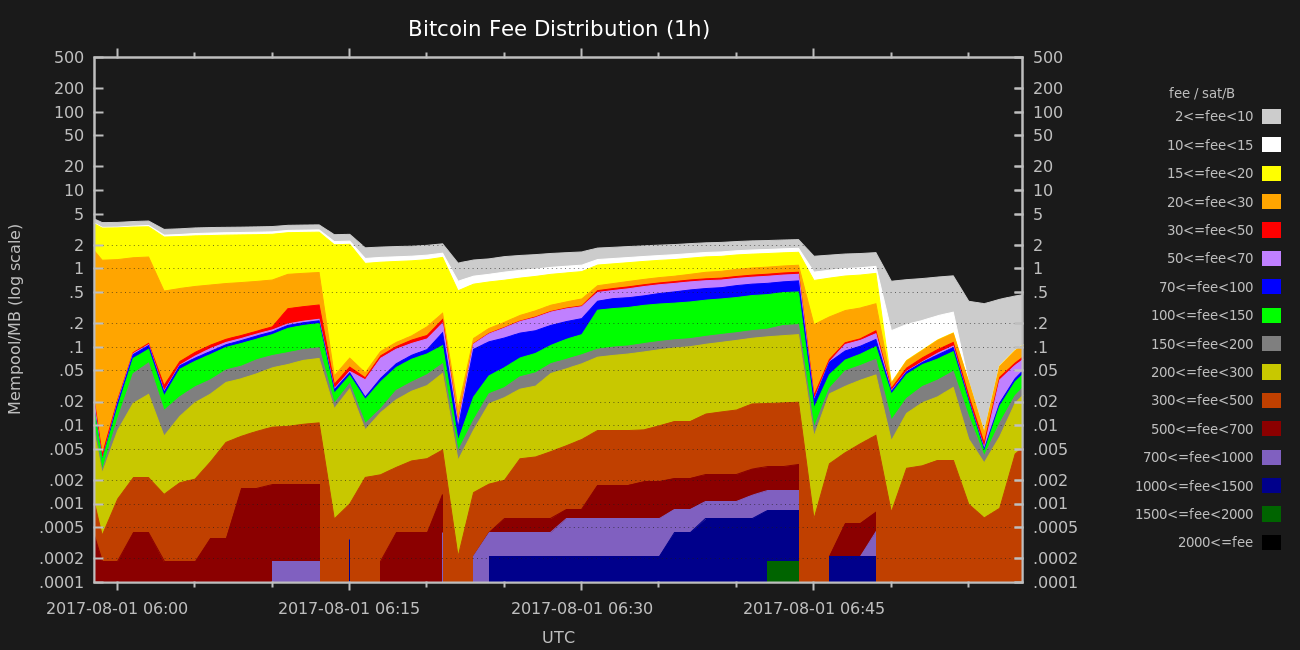 Bitcoin Fee Distribution (1h)
500
200
100
50
20
10
5
2
1
.5
.2
.1
.05
.02
.01
.005
.002
.001
.0005
.0002
.0001
Mempool/MB (log scale)
500
200
100
50
20
10
5
2
1
.5
.2
.1
.05
.02
.01
.005
.002
.001
.0005
.0002
.0001
2017-08-01 06:00
2017-08-01 06:15
2017-08-01 06:30
2017-08-01 06:45
UTC
fee / sat/B
2<=fee<10
10<=fee<15
15<=fee<20
20<=fee<30
30<=fee<50
50<=fee<70
70<=fee<100
100<=fee<150
150<=fee<200
200<=fee<300
300<=fee<500
500<=fee<700
700<=fee<1000
1000<=fee<1500
1500<=fee<2000
2000<=fee